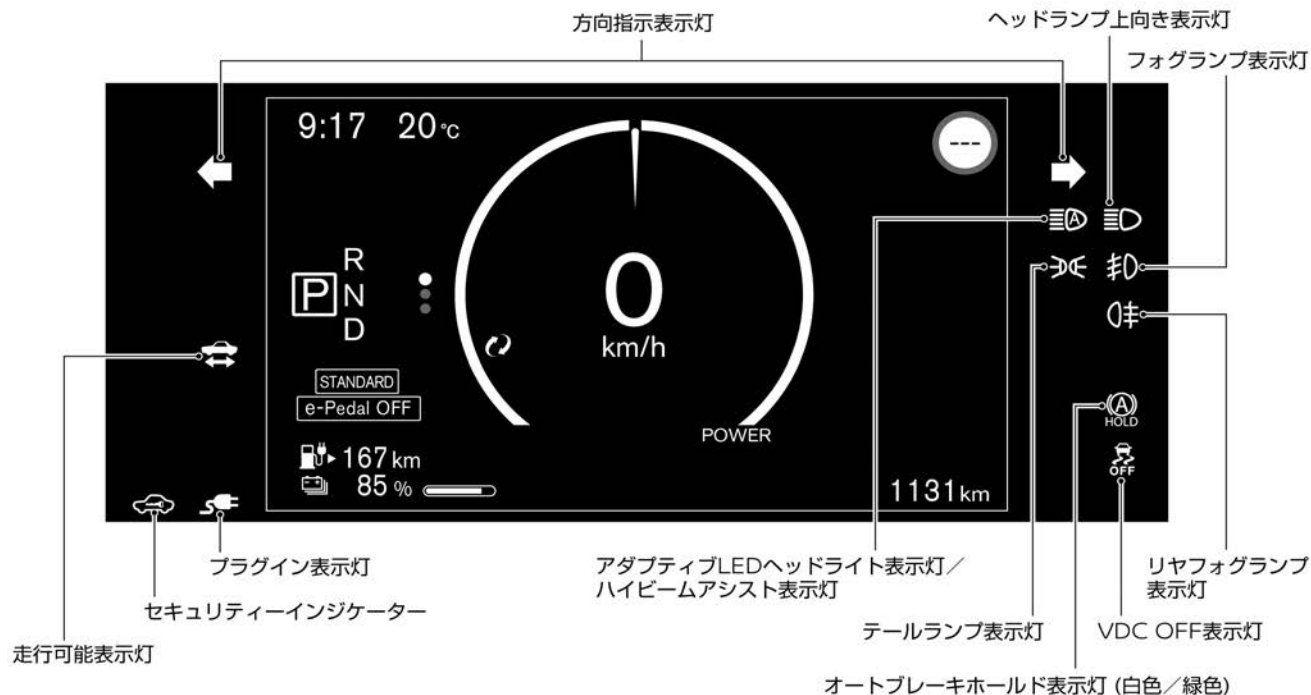 方向指示表示灯
ヘッドランプ上向き表示灯
フォグランプ表示灯
9:17 20℃
---
A
R
P N
D
0
km/h
STANDARD
e-Pedal OFF
POWER
167 km
85 %
1131km
A
HOLD
OFF
プラグイン表示灯
セキュリティーインジケーター
走行可能表示灯
アダプティブLEDヘッドライト表示灯／
ハイビームアシスト表示灯
リヤフォグランプ
表示灯
テールランプ表示灯
VDC OFF表示灯
オートブレーキホールド表示灯 (白色／緑色)